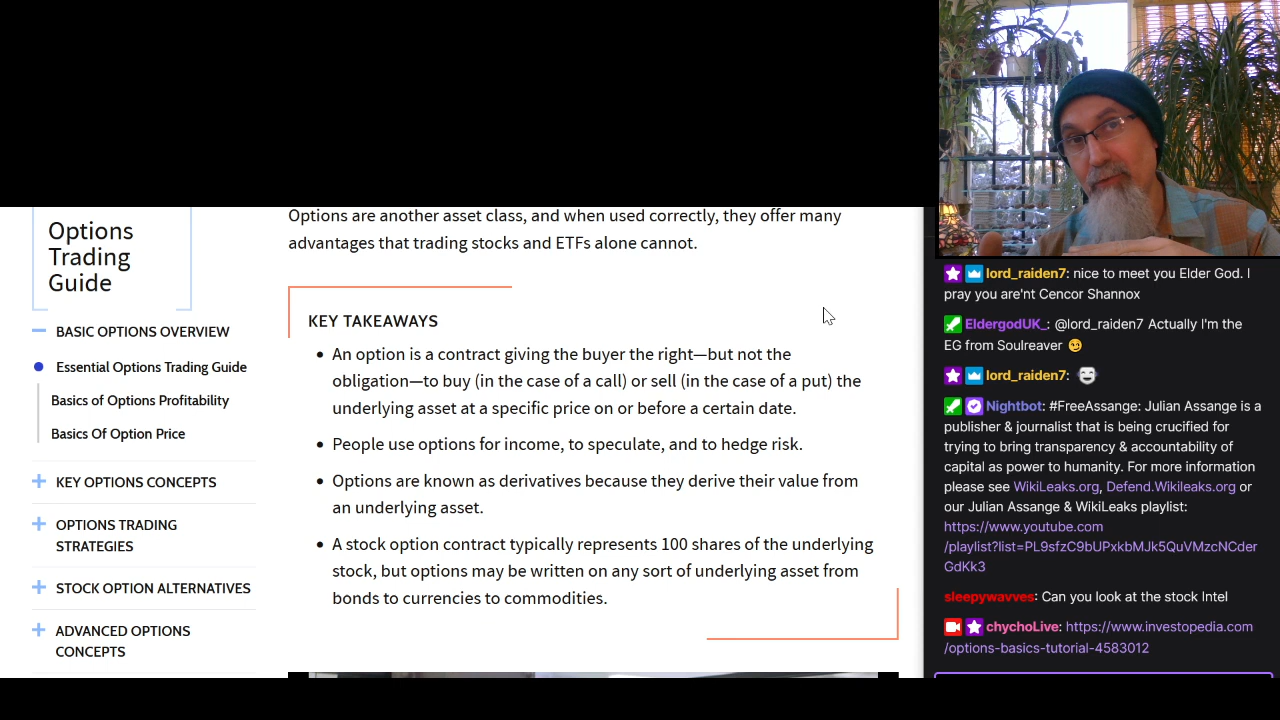 Options
Trading
Guide
BASIC OPTIONS OVERVIEW
Essential Options Trading Guide
Basics of Options Profitability
Basics Of Option Price
KEY OPTIONS CONCEPTS
OPTIONS TRADING
STRATEGIES
STOCK OPTION ALTERNATIVES
ADVANCED OPTIONS
CONCEPTS
Options are another asset class, and when used correctly, they offer many
advantages that trading stocks and ETFs alone cannot.
KEY TAKEAWAYS
• An option is a contract giving the buyer the right—but not the
obligation—to buy (in the case of a call) or sell (in the case of a put) the
underlying asset at a specific price on or before a certain date.
• People use options for income, to speculate, and to hedge risk.
• Options are known as derivatives because they derive their value from
an underlying asset.
• A stock option contract typically represents 100 shares of the underlying
stock, but options may be written on any sort of underlying asset from
bonds to currencies to commodities.
lord_raiden7: nice to meet you Elder God. I
pray you are'nt Cencor Shannox
EldergodUK_: @lord_raiden7 Actually I'm the
EG from Soulreaver 😉
lord_raiden7:
Nightbot: #FreeAssange: Julian Assange is a
publisher & journalist that is being crucified for
trying to bring transparency & accountability of
capital as power to humanity. For more information
please see WikiLeaks.org, Defend.Wikileaks.org or
our Julian Assange & WikiLeaks playlist:
https://www.youtube.com
/playlist?list=PL9sfzC9bUPxkbMJk5QuVMzcNCder
GdKk3
sleepywavves: Can you look at the stock Intel
chychoLive: https://www.investopedia.com
/options-basics-tutorial-4583012